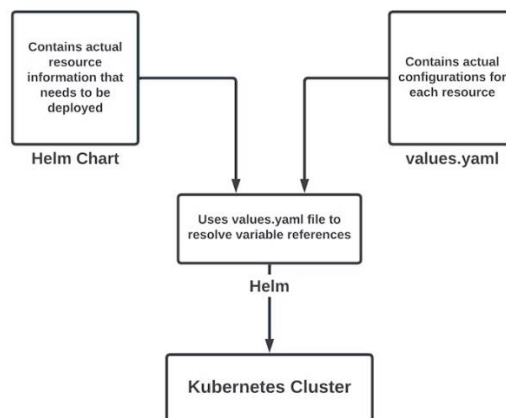 Contains actual
resource
information that
needs to be
deployed
Helm Chart
Contains actual
configurations for
each resource
values.yaml
Uses values.yaml file to
resolve variable references
Helm
Kubernetes Cluster